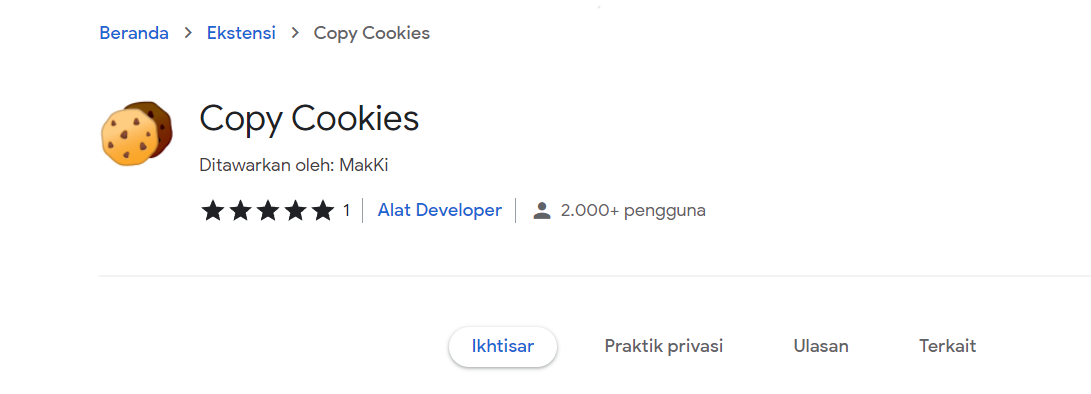 Beranda > Ekstensi > Copy Cookies
Copy Cookies
Ditawarkan oleh: MakKi
★★★★★ 1 | Alat Developer | 2.000+ pengguna
Ikhtisar Praktik privasi Ulasan Terkait